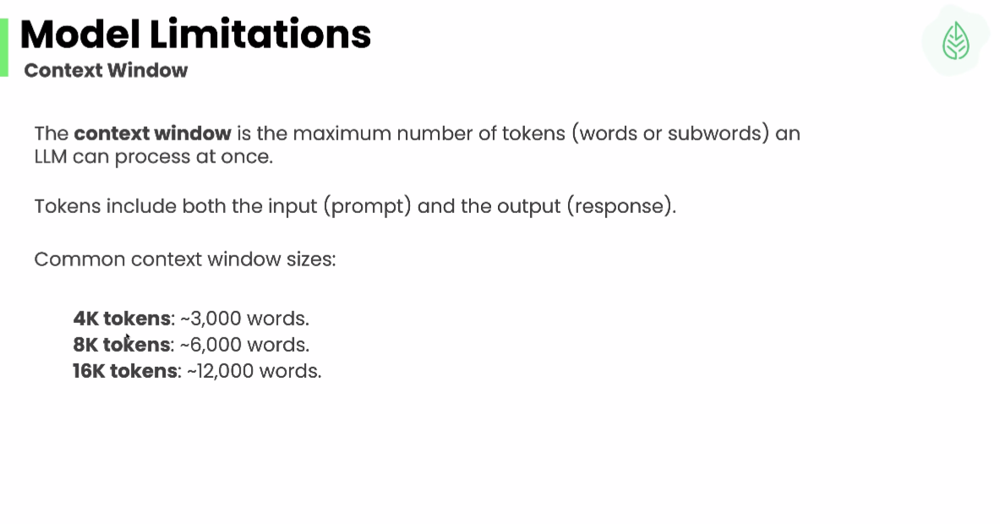 Model Limitations
Context Window
The context window is the maximum number of tokens (words or subwords) an
LLM can process at once.
Tokens include both the input (prompt) and the output (response).
Common context window sizes:
4K tokens: ~3,000 words.
8K tokens: ~6,000 words.
16K tokens: ~12,000 words.